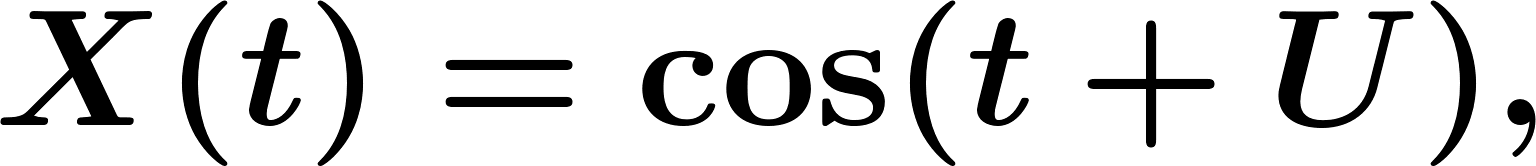 X(t) = cos(t + U),